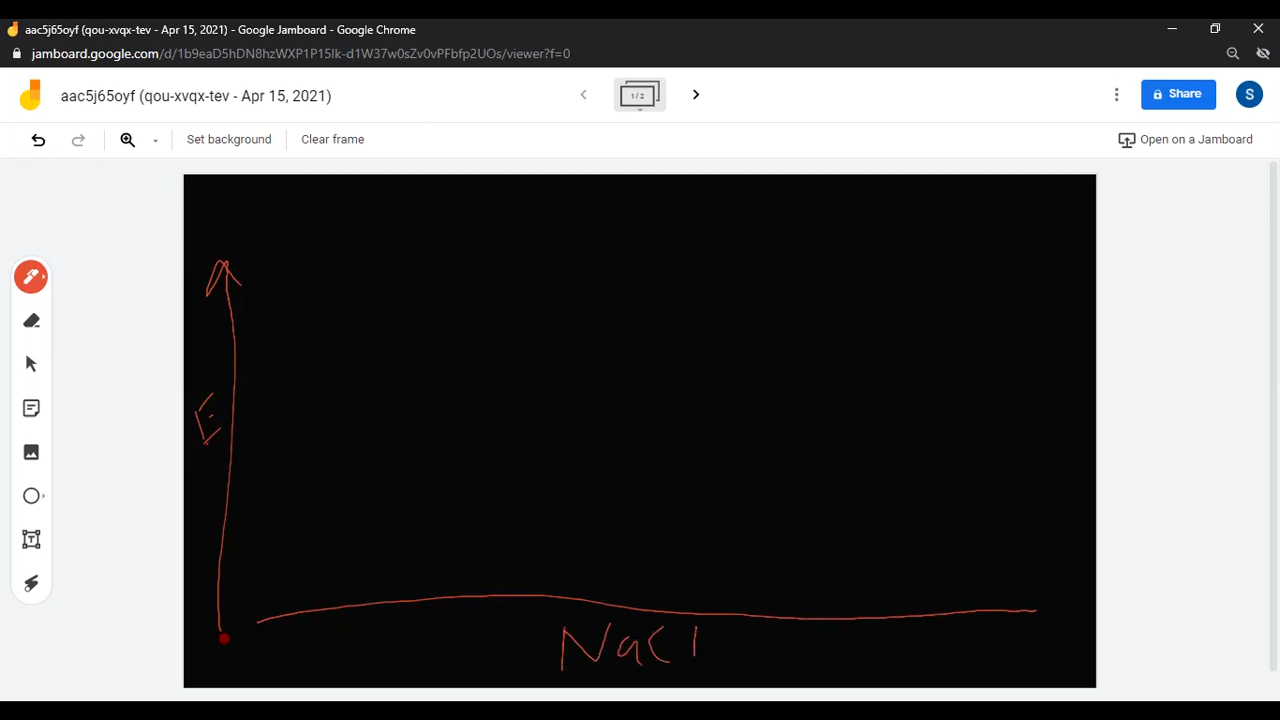 aac5j65oyf (qou-xvqx-tev - Apr 15, 2021) - Google Jamboard - Google Chrome
jamboard.google.com/d/1b9eaD5hDN8hzWXP1P15Ik-d1W37w0sZv0vPFbfp2UOs/viewer?f=0
aac5j65oyf (qou-xvqx-tev - Apr 15, 2021)
1 / 2
Share
S
Set background
Clear frame
Open on a Jamboard
E
NaCl